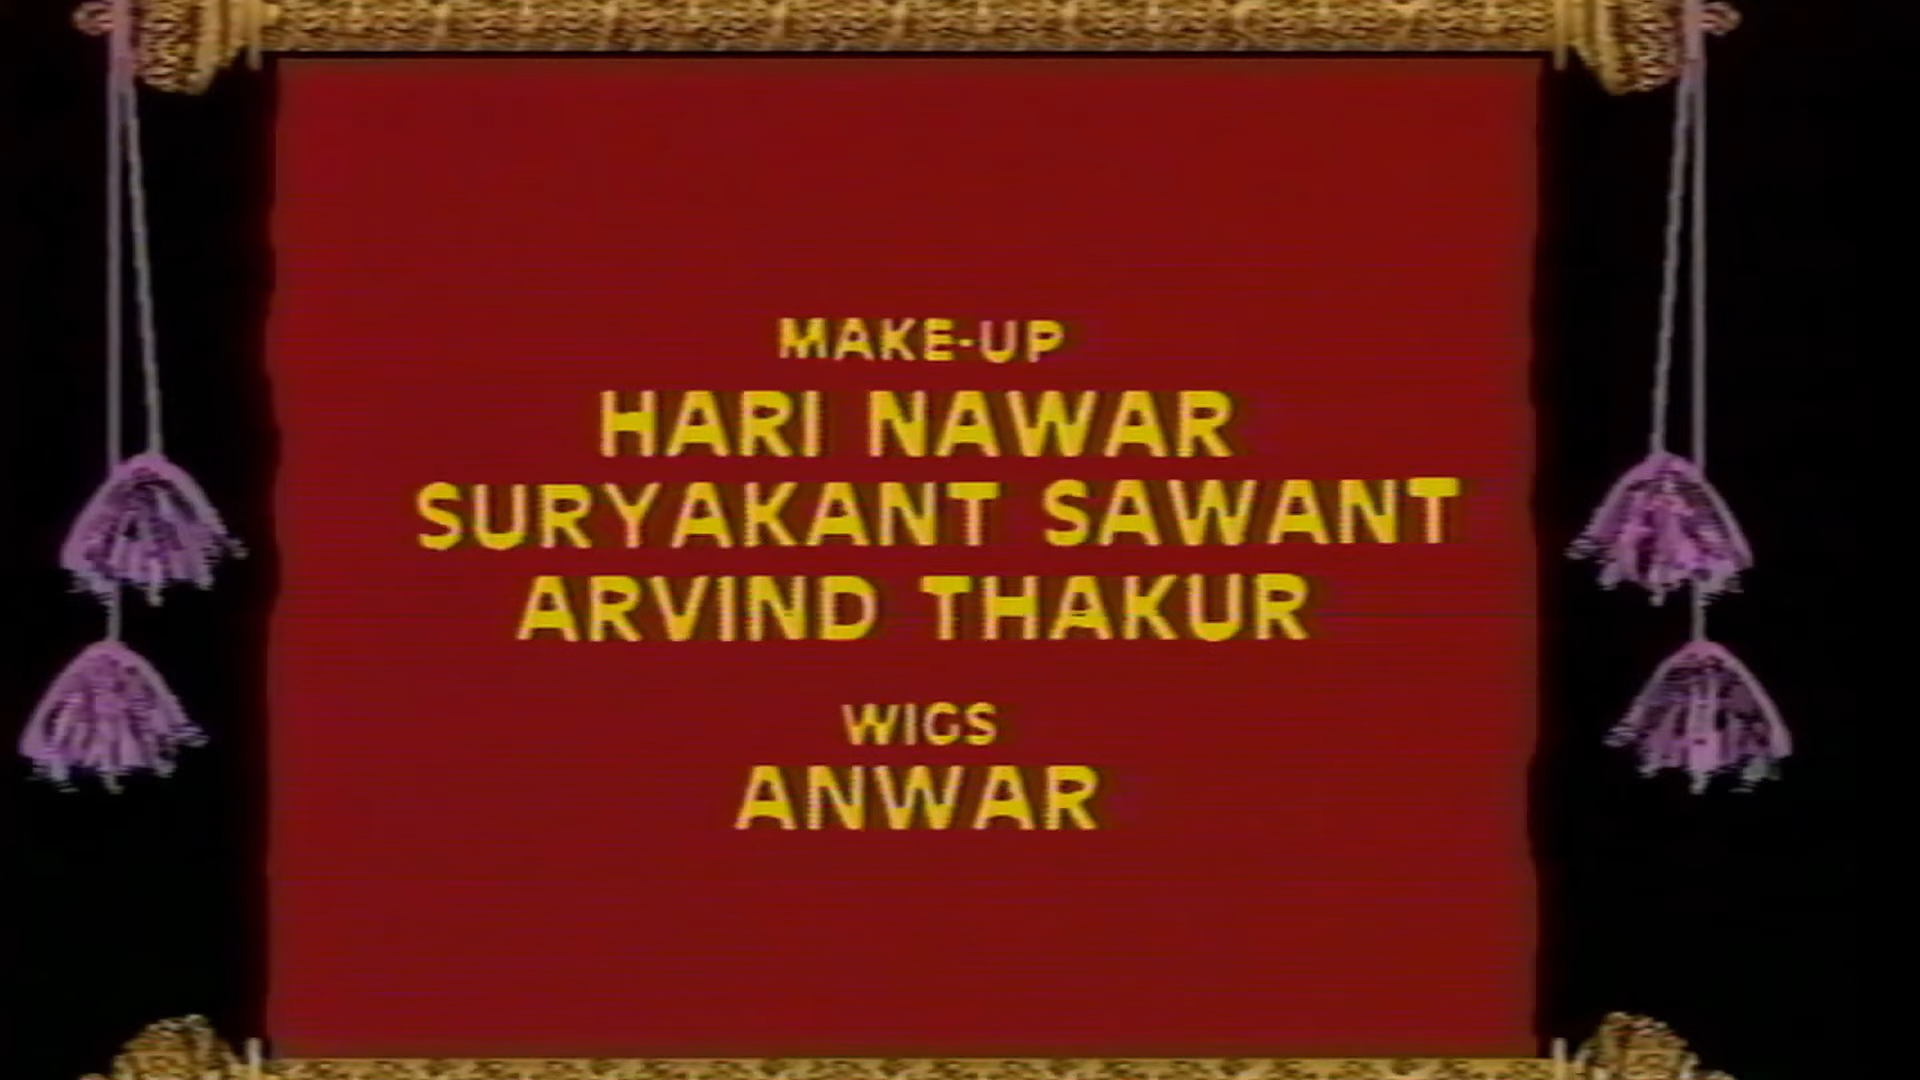 MAKE-UP
HARI NAWAR
SURYAKANT SAWANT
ARVIND THAKUR
WIGS
ANWAR